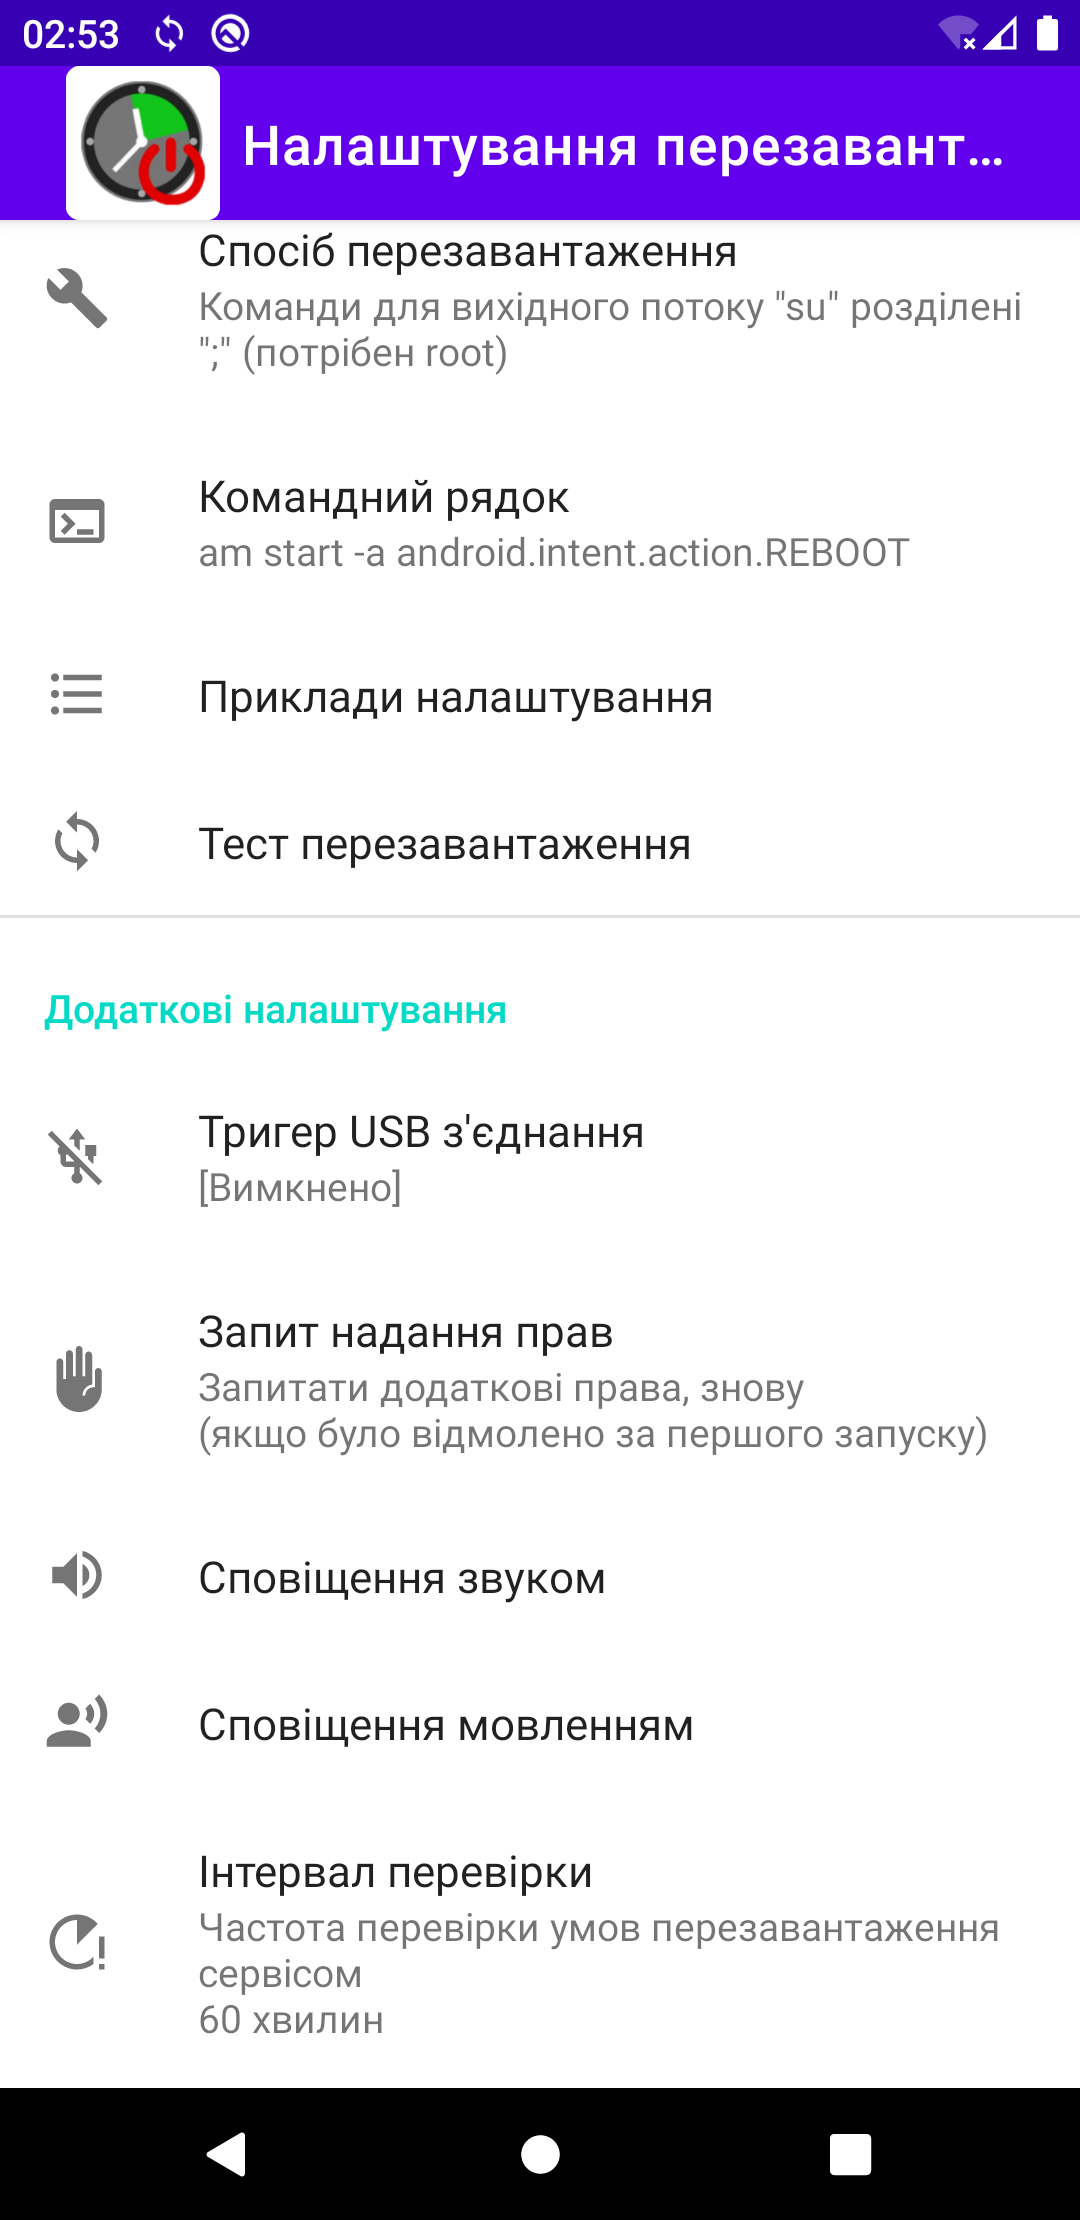 02:53
Налаштування перезавант...
Спосіб перезавантаження
Команди для вихідного потоку "su" розділені
";" (потрібен root)
Командний рядок
am start -a android.intent.action.REBOOT
Приклади налаштування
Тест перезавантаження
Додаткові налаштування
Тригер USB з'єднання
[Вимкнено]
Запит надання прав
Запитати додаткові права, знову
(якщо було відмолено за першого запуску)
Сповіщення звуком
Сповіщення мовленням
Інтервал перевірки
Частота перевірки умов перезавантаження
сервісом
60 хвилин